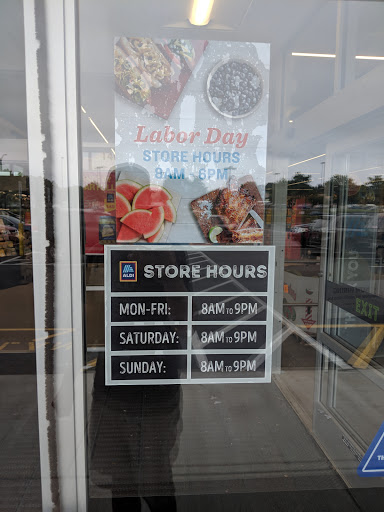 Labor Day
STORE HOURS
8AM - 6PM
ALDI
STORE HOURS
MON-FRI: 8AM TO 9PM
SATURDAY: 8AM TO 9PM
SUNDAY: 8AM TO 9PM
EXIT